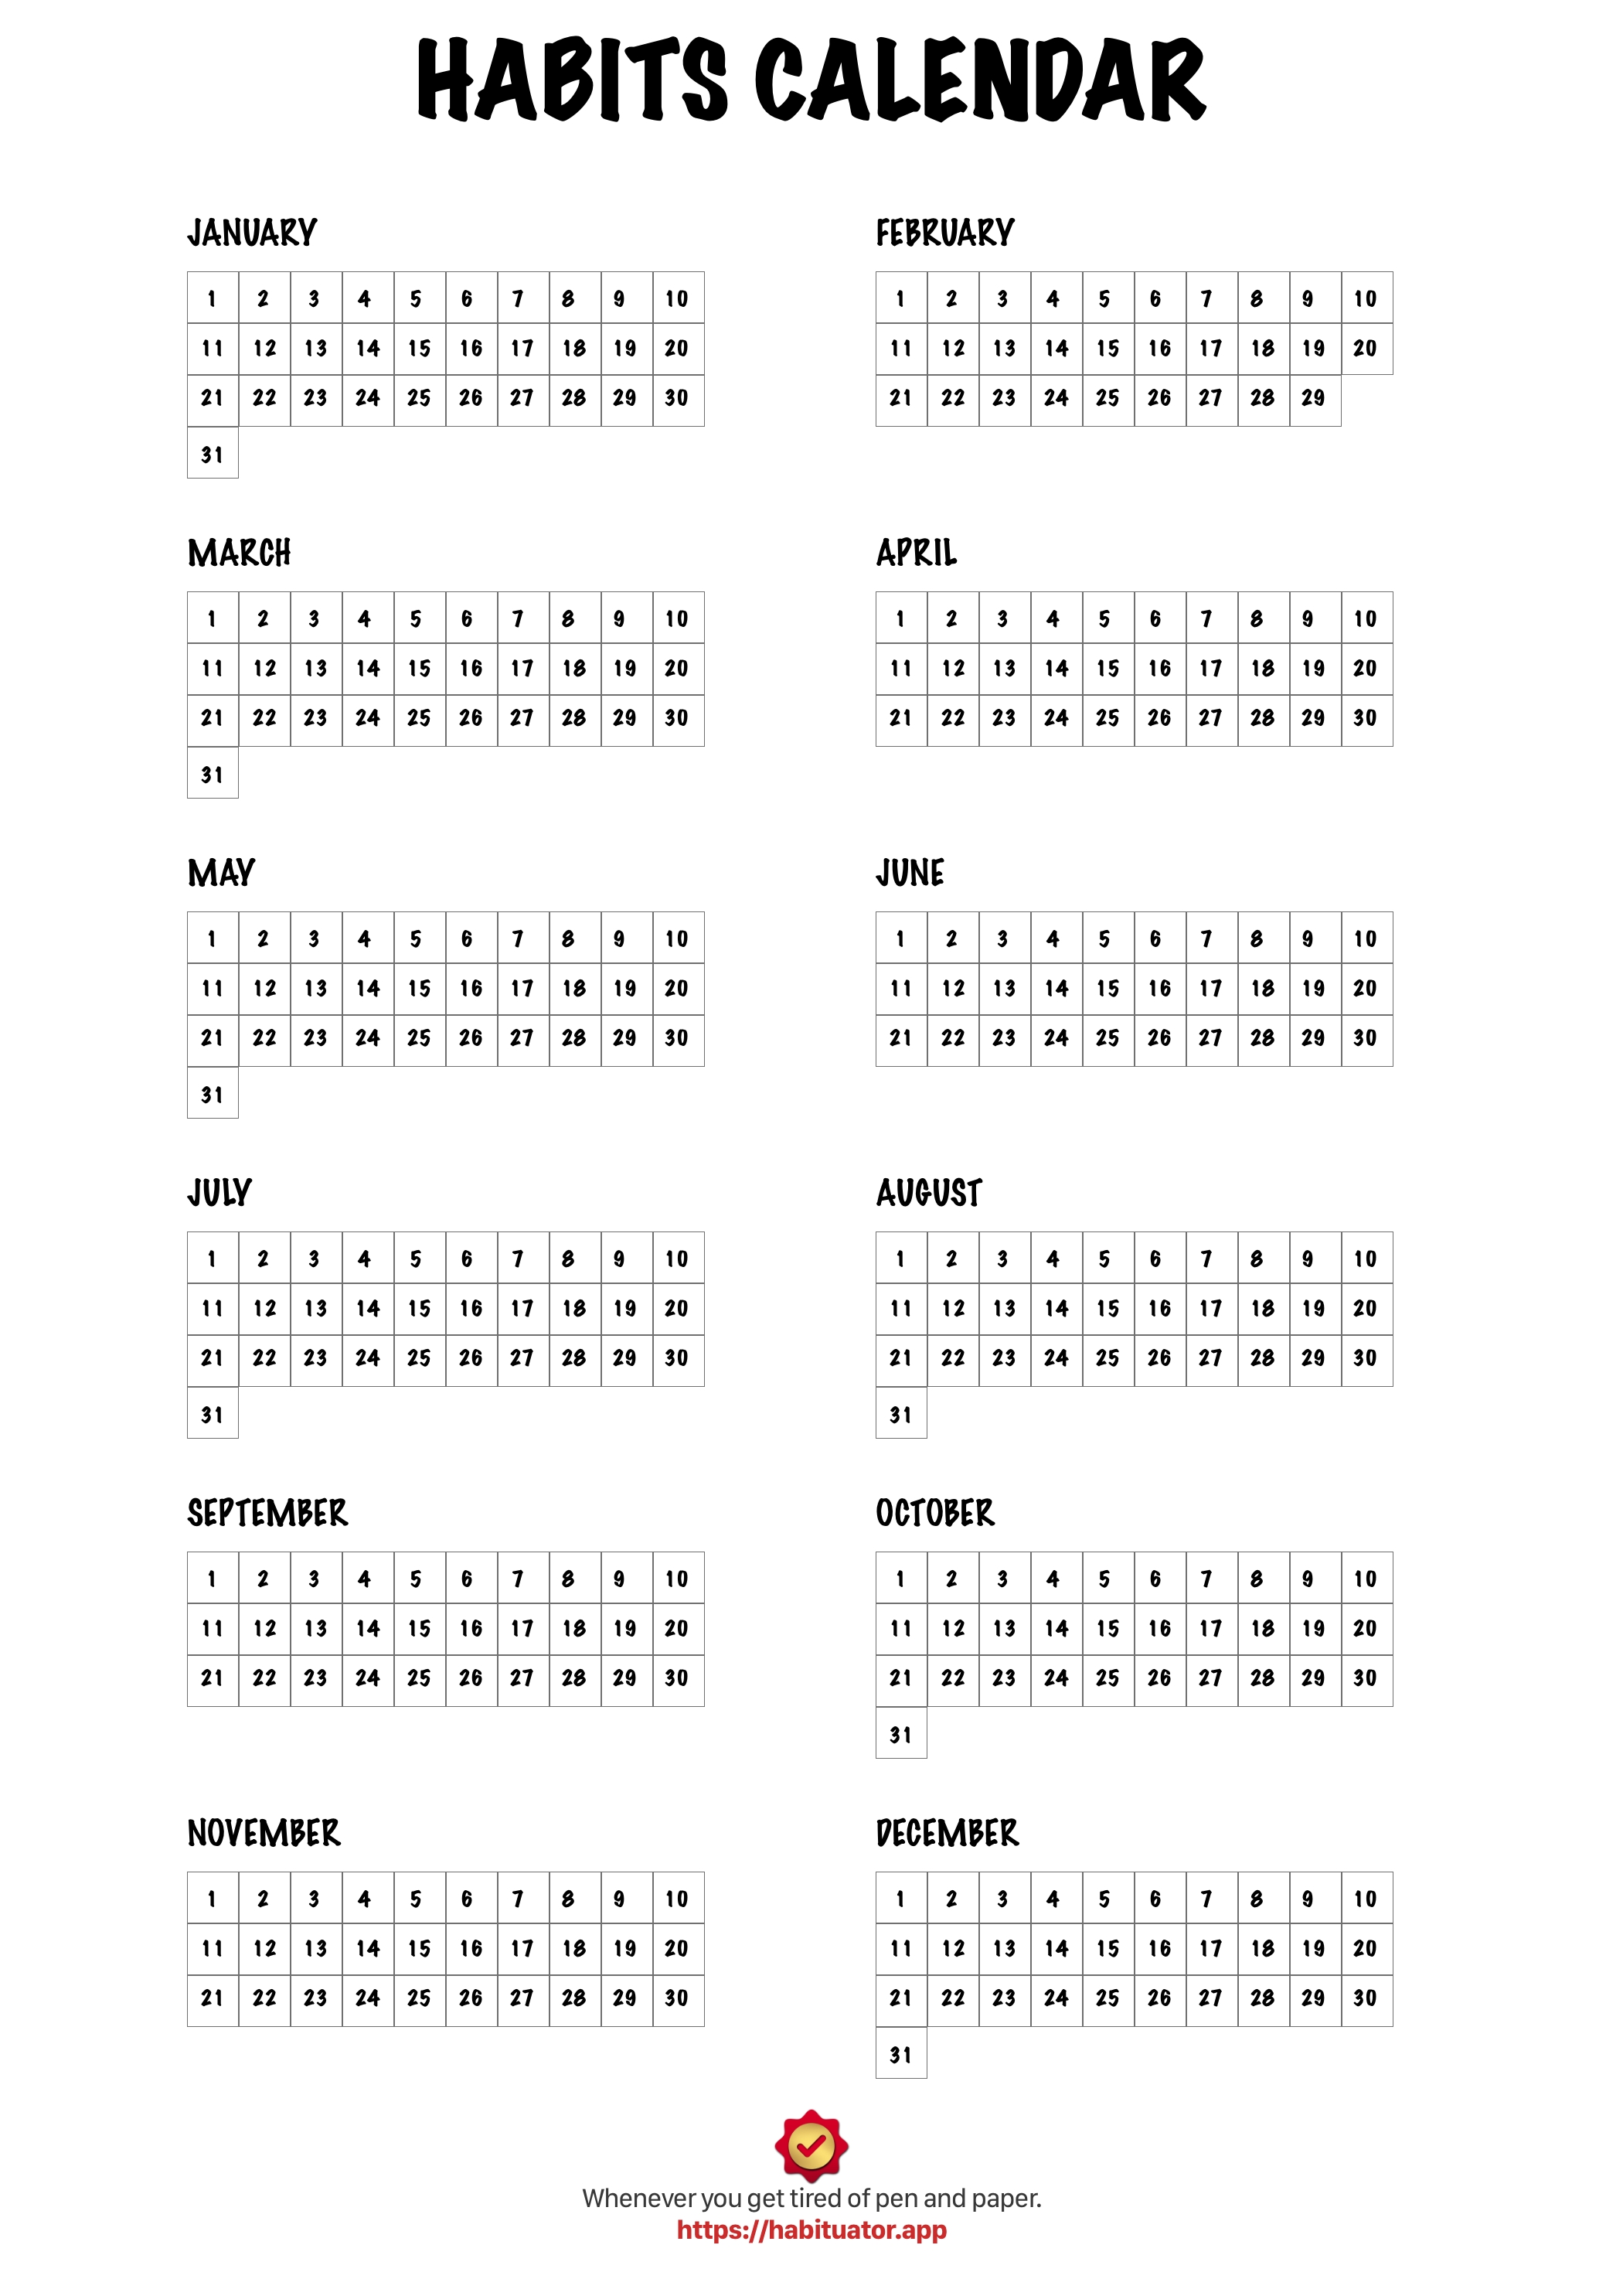 HABITS CALENDAR
JANUARY
1 2 3 4 5 6 7 8 9 10
11 12 13 14 15 16 17 18 19 20
21 22 23 24 25 26 27 28 29 30
31
FEBRUARY
1 2 3 4 5 6 7 8 9 10
11 12 13 14 15 16 17 18 19 20
21 22 23 24 25 26 27 28 29
MARCH
1 2 3 4 5 6 7 8 9 10
11 12 13 14 15 16 17 18 19 20
21 22 23 24 25 26 27 28 29 30
31
APRIL
1 2 3 4 5 6 7 8 9 10
11 12 13 14 15 16 17 18 19 20
21 22 23 24 25 26 27 28 29 30
MAY
1 2 3 4 5 6 7 8 9 10
11 12 13 14 15 16 17 18 19 20
21 22 23 24 25 26 27 28 29 30
31
JUNE
1 2 3 4 5 6 7 8 9 10
11 12 13 14 15 16 17 18 19 20
21 22 23 24 25 26 27 28 29 30
JULY
1 2 3 4 5 6 7 8 9 10
11 12 13 14 15 16 17 18 19 20
21 22 23 24 25 26 27 28 29 30
31
AUGUST
1 2 3 4 5 6 7 8 9 10
11 12 13 14 15 16 17 18 19 20
21 22 23 24 25 26 27 28 29 30
31
SEPTEMBER
1 2 3 4 5 6 7 8 9 10
11 12 13 14 15 16 17 18 19 20
21 22 23 24 25 26 27 28 29 30
OCTOBER
1 2 3 4 5 6 7 8 9 10
11 12 13 14 15 16 17 18 19 20
21 22 23 24 25 26 27 28 29 30
31
NOVEMBER
1 2 3 4 5 6 7 8 9 10
11 12 13 14 15 16 17 18 19 20
21 22 23 24 25 26 27 28 29 30
DECEMBER
1 2 3 4 5 6 7 8 9 10
11 12 13 14 15 16 17 18 19 20
21 22 23 24 25 26 27 28 29 30
31
Whenever you get tired of pen and paper.
https://habituator.app